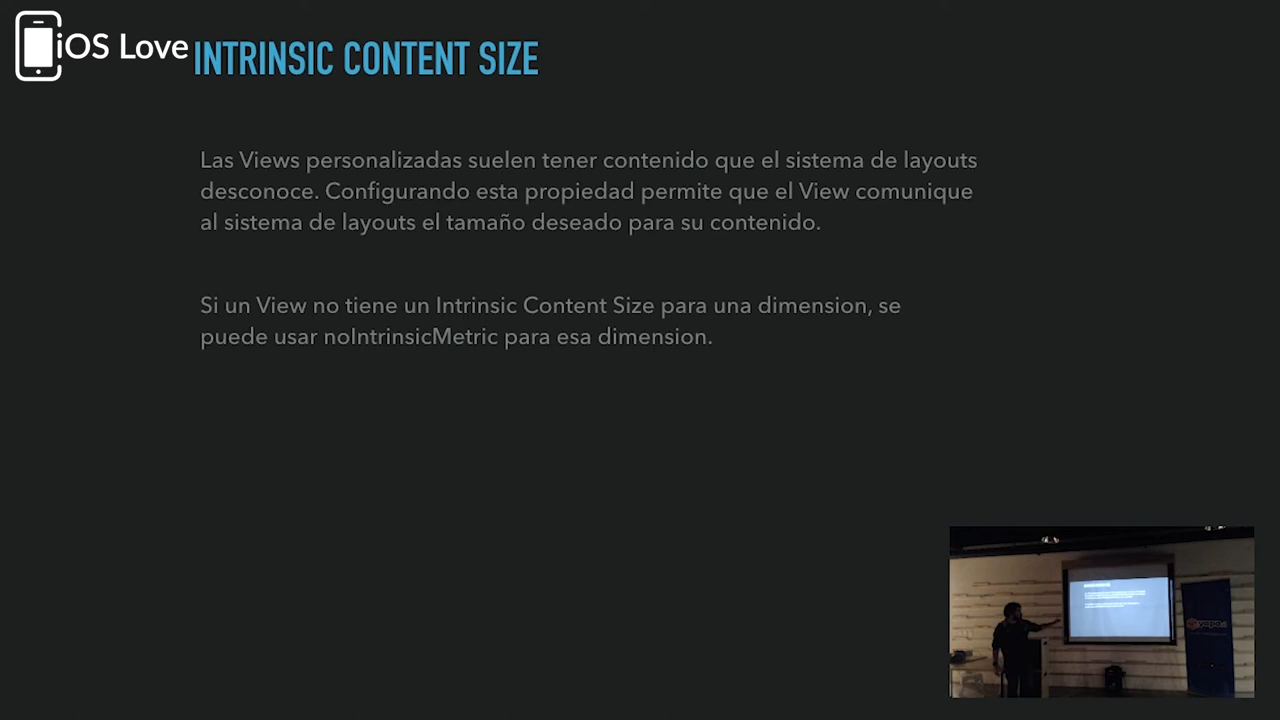 iOS Love
INTRINSIC CONTENT SIZE
Las Views personalizadas suelen tener contenido que el sistema de layouts
desconoce. Configurando esta propiedad permite que el View comunique
al sistema de layouts el tamaño deseado para su contenido.
Si un View no tiene un Intrinsic Content Size para una dimension, se
puede usar noIntrinsicMetric para esa dimension.